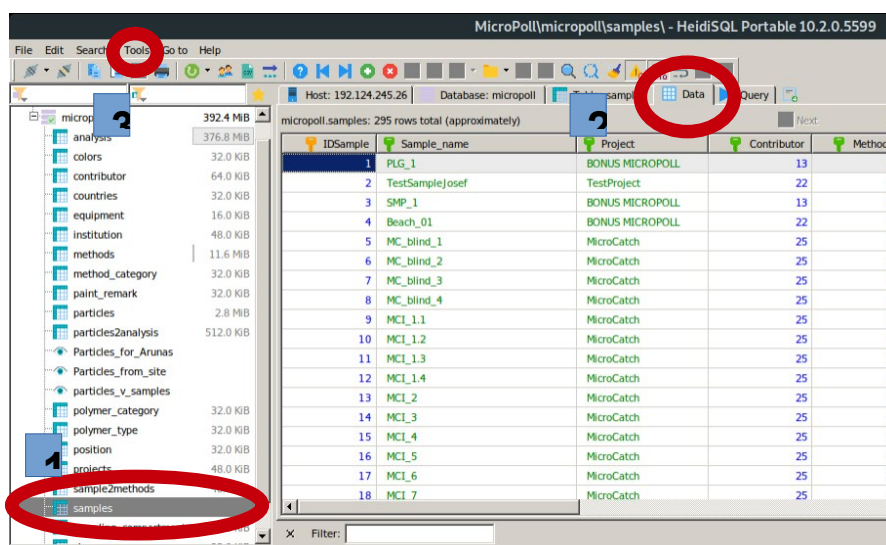 MicroPoll\micropoll\samples\ - HeidiSQL Portable 10.2.0.5599
File Edit Search Tools Go to Help
Host: 192.124.245.26 Database: micropoll Data Query
392.4 MiB micropoll.samples: 295 rows total (approximately) Next
analysis 376.8 MiB
colors 32.0 KiB
contributor 64.0 KiB
countries 32.0 KiB
equipment 16.0 KiB
institution 48.0 KiB
methods 11.6 MiB
method_category 32.0 KiB
paint_remark 32.0 KiB
particles 2.8 MiB
particles2analysis 512.0 KiB
Particles_for_Arunas
Particles_from_site
particles_v_samples
polymer_category 32.0 KiB
polymer_type 32.0 KiB
position 32.0 KiB
projects 48.0 KiB
sample2methods
samples
IDSample Sample_name Project Contributor Method
1 PLG_1 BONUS MICROPOLL 13
2 TestSampleJosef TestProject 22
3 SMP_1 BONUS MICROPOLL 13
4 Beach_01 BONUS MICROPOLL 22
5 MC_blind_1 MicroCatch 25
6 MC_blind_2 MicroCatch 25
7 MC_blind_3 MicroCatch 25
8 MC_blind_4 MicroCatch 25
9 MCI_1.1 MicroCatch 25
10 MCI_1.2 MicroCatch 25
11 MCI_1.3 MicroCatch 25
12 MCI_1.4 MicroCatch 25
13 MCI_2 MicroCatch 25
14 MCI_3 MicroCatch 25
15 MCI_4 MicroCatch 25
16 MCI_5 MicroCatch 25
17 MCI_6 MicroCatch 25
18 MCI_7 MicroCatch 25
Filter: